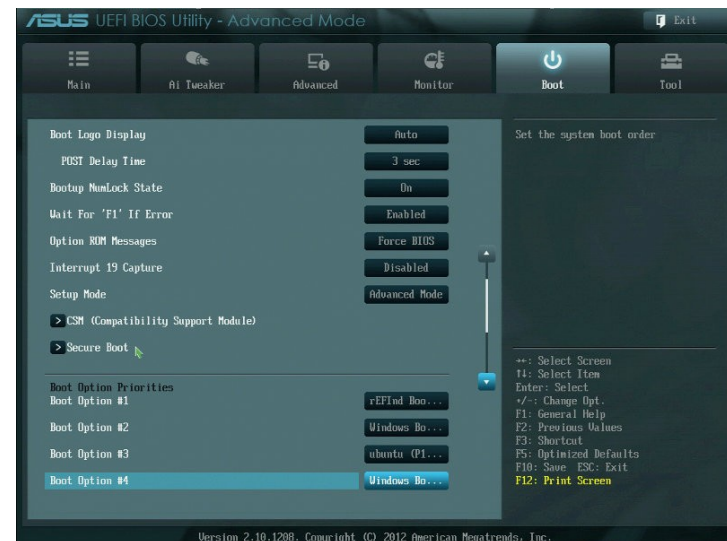 ASUS UEFI BIOS Utility - Advanced Mode
Exit
Main Ai Tweaker Advanced Monitor Boot Tool
Boot Logo Display Auto
POST Delay Time 3 sec
Bootup NumLock State On
Wait For 'F1' If Error Enabled
Option ROM Messages Force BIOS
Interrupt 19 Capture Disabled
Setup Mode Advanced Mode
> CSM (Compatibility Support Module)
> Secure Boot
Boot Option Priorities
Boot Option #1 rEFInd Boo...
Boot Option #2 Windows Bo...
Boot Option #3 ubuntu (P1...
Boot Option #4 Windows Bo...
Set the system boot order
→←: Select Screen
↑↓: Select Item
Enter: Select
+/-: Change Opt.
F1: General Help
F2: Previous Values
F3: Shortcut
F5: Optimized Defaults
F10: Save ESC: Exit
F12: Print Screen
Version 2.10.1208. Copyright (C) 2012 American Megatrends, Inc.